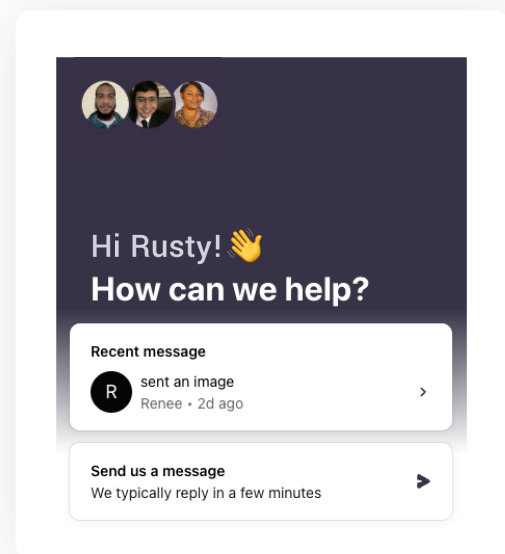 Hi Rusty!👋
How can we help?
Recent message
R
sent an image
Renee • 2d ago
Send us a message
We typically reply in a few minutes